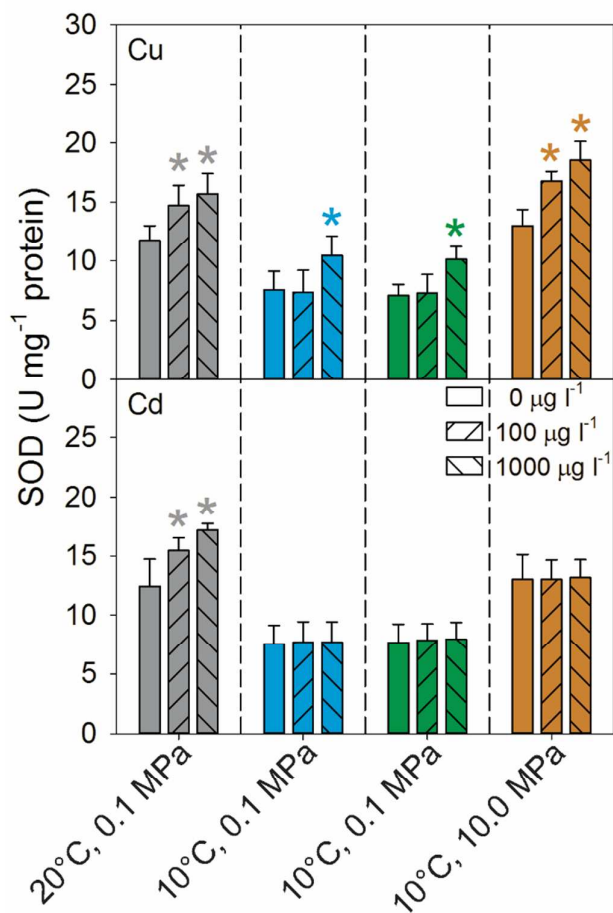 SOD (U mg⁻¹ protein)
30
25
20
15
10
5
0
Cu
* * * * * *
25
20
15
10
5
0
Cd
0 µg l⁻¹
100 µg l⁻¹
1000 µg l⁻¹
* *
20°C, 0.1 MPa
10°C, 0.1 MPa
10°C, 0.1 MPa
10°C, 10.0 MPa